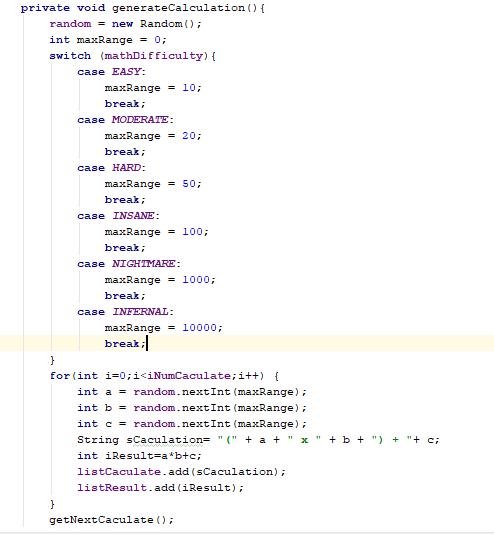 private void generateCalculation(){
random = new Random();
int maxRange = 0;
switch (mathDifficulty){
case EASY:
maxRange = 10;
break;
case MODERATE:
maxRange = 20;
break;
case HARD:
maxRange = 50;
break;
case INSANE:
maxRange = 100;
break;
case NIGHTMARE:
maxRange = 1000;
break;
case INFERNAL:
maxRange = 10000;
break;
}
for(int i=0;i<iNumCaculate;i++) {
int a = random.nextInt(maxRange);
int b = random.nextInt(maxRange);
int c = random.nextInt(maxRange);
String sCaculation= "(" + a + " x " + b + ") + "+ c;
int iResult=a*b+c;
listCaculate.add(sCaculation);
listResult.add(iResult);
}
getNextCaculate();